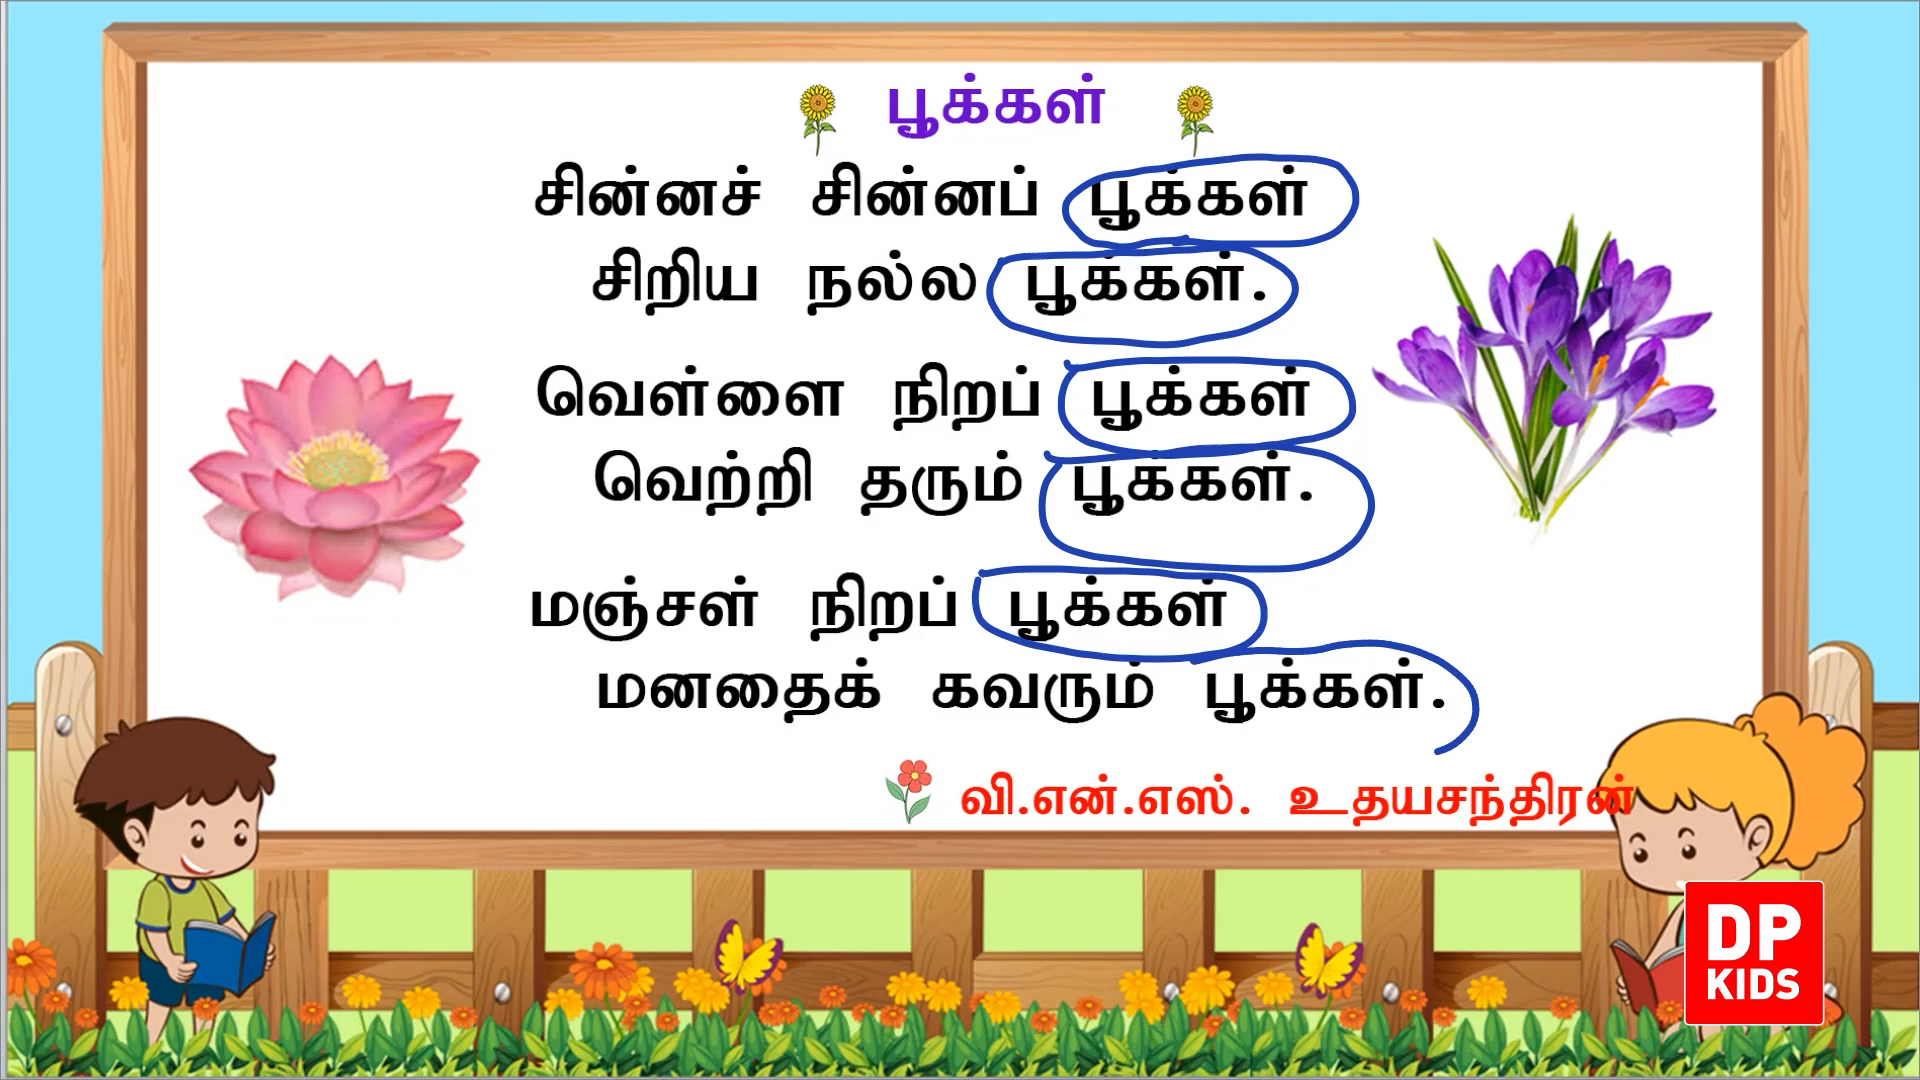 பூக்கள்
சின்னச் சின்னப் பூக்கள்
சிறிய நல்ல பூக்கள்.
வெள்ளை நிறப் பூக்கள்
வெற்றி தரும் பூக்கள்.
மஞ்சள் நிறப் பூக்கள்
மனதைக் கவரும் பூக்கள்.
வி.என்.எஸ். உதயசந்திரன்
DP
KIDS